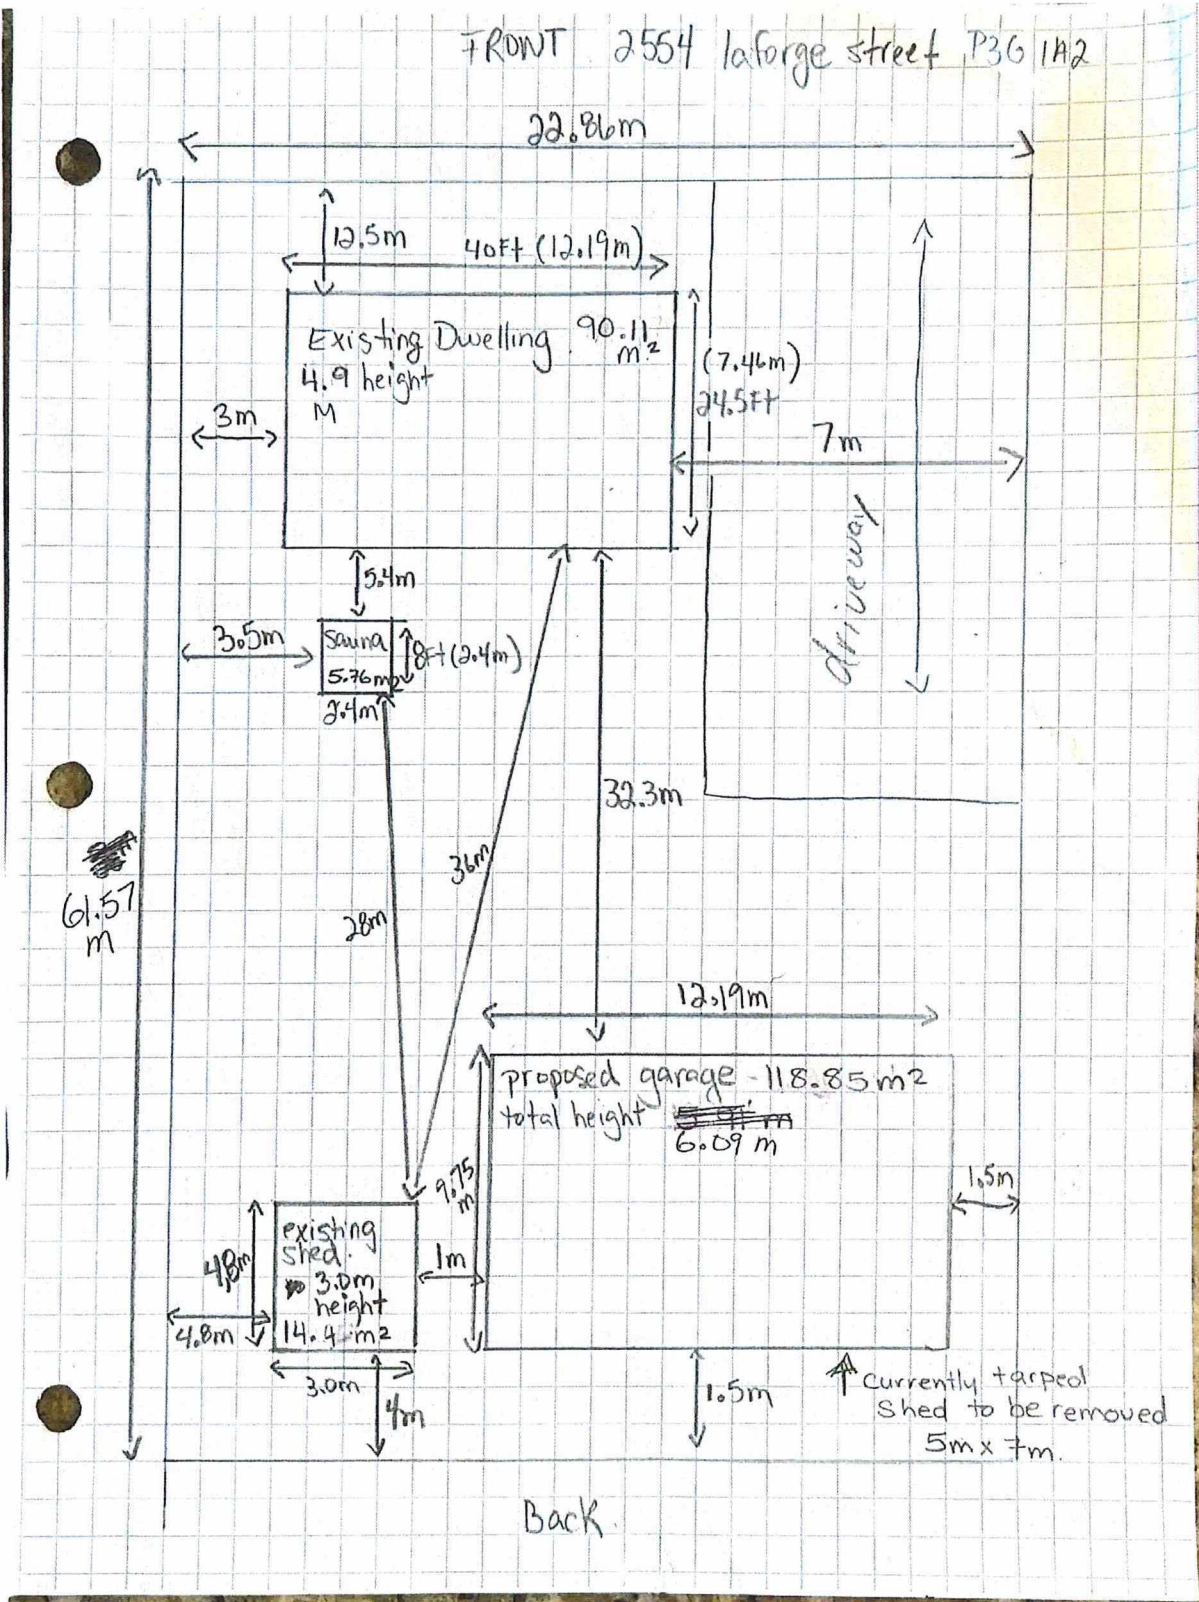 FRONT 2554 laforge street P3G 1A2
22.86m
12.5m
40Ft (12.19m)
Existing Dwelling 90.11 m²
4.9 height
M
(7.46m)
24.5Ft
3m
7m
driveway
5.4m
3.5m
Sauna
5.76m2
8Ft (2.4m)
2.4m
32.3m
36m
28m
61.57
m
12.19m
proposed garage - 118.85 m²
total height
6.09 m
9.75
m
1.5m
existing
shed.
3.0m
height
14.4 m2
4.8m
4.8m
1m
3.0m
4m
1.5m
currently tarped
shed to be removed
5m x 7m.
Back.